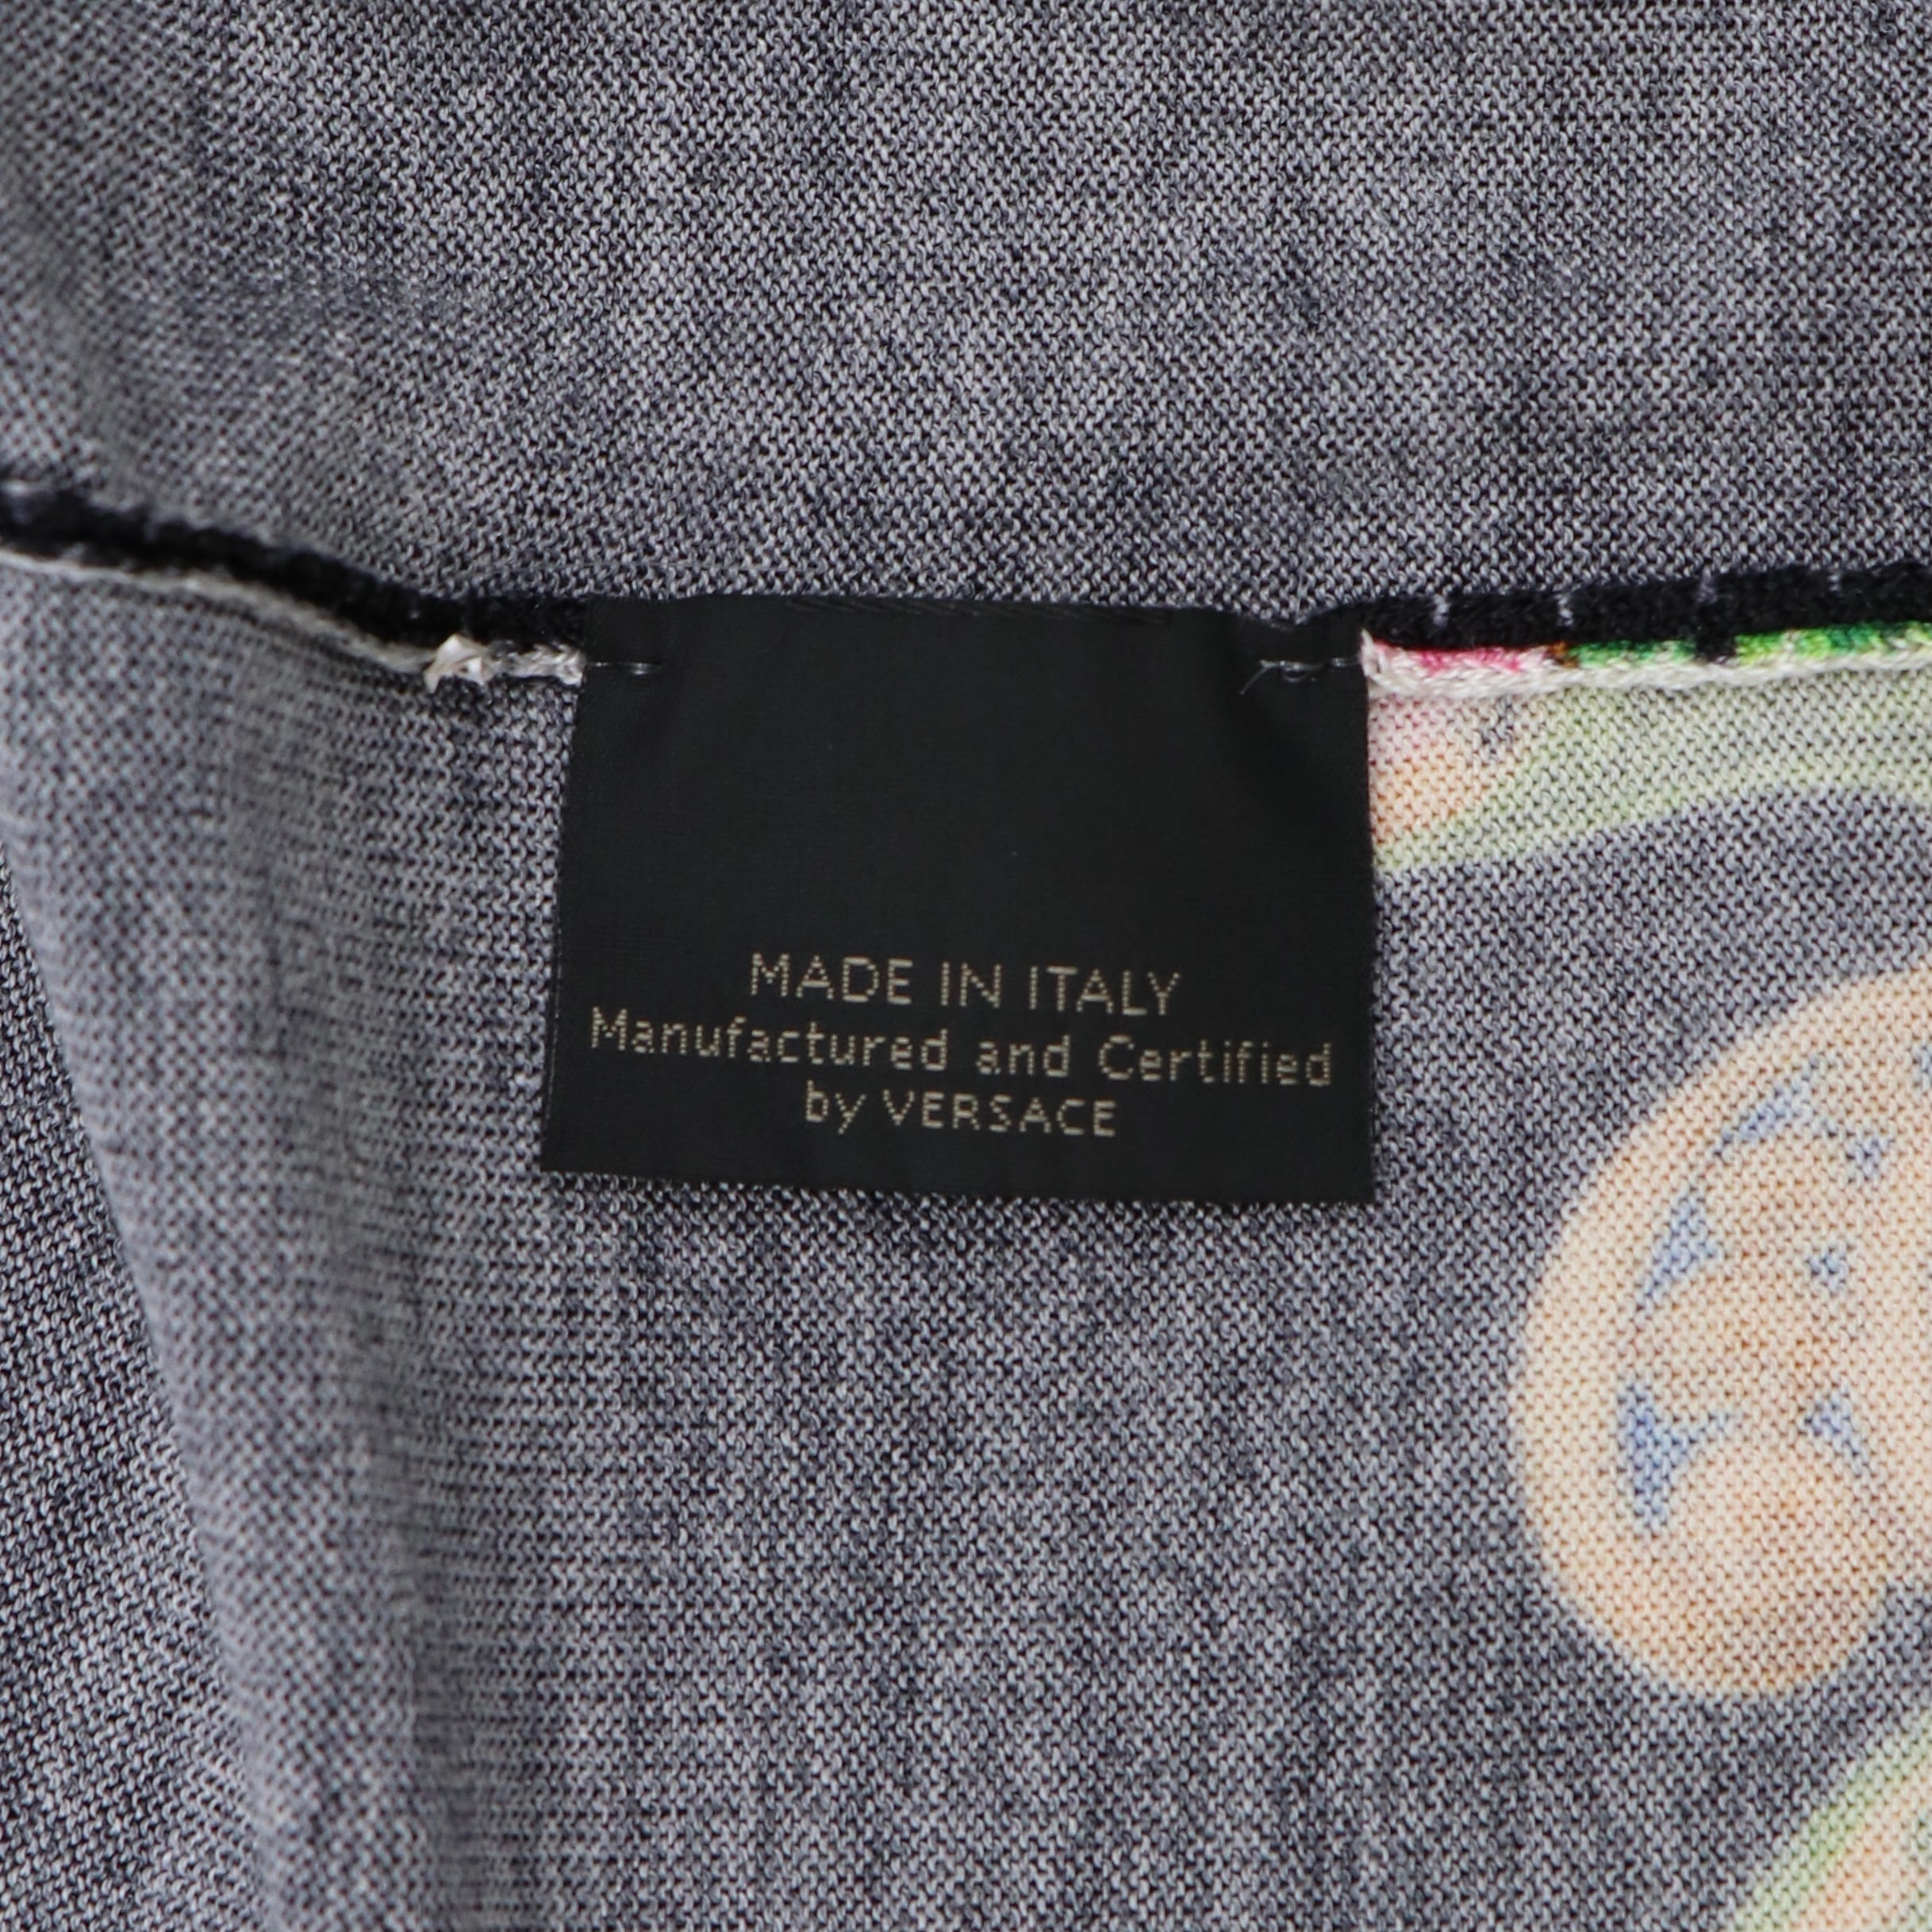 MADE IN ITALY
Manufactured and Certified
by VERSACE